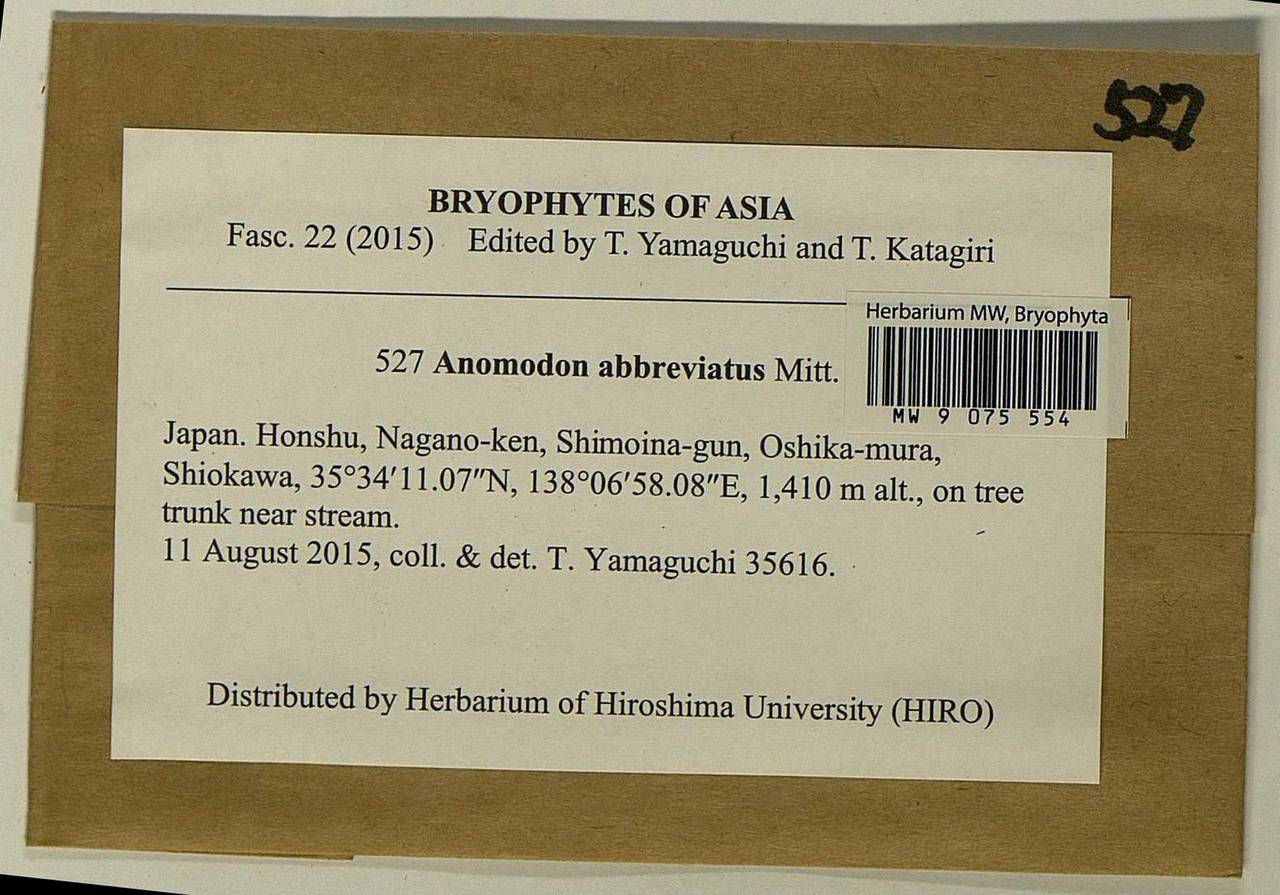 527
BRYOPHYTES OF ASIA
Fasc. 22 (2015) Edited by T. Yamaguchi and T. Katagiri
Herbarium MW, Bryophyta
MW 9 075 554
527 Anomodon abbreviatus Mitt.
Japan. Honshu, Nagano-ken, Shimoina-gun, Oshika-mura,
Shiokawa, 35°34′11.07″N, 138°06′58.08″E, 1,410 m alt., on tree
trunk near stream.
11 August 2015, coll. & det. T. Yamaguchi 35616.
Distributed by Herbarium of Hiroshima University (HIRO)